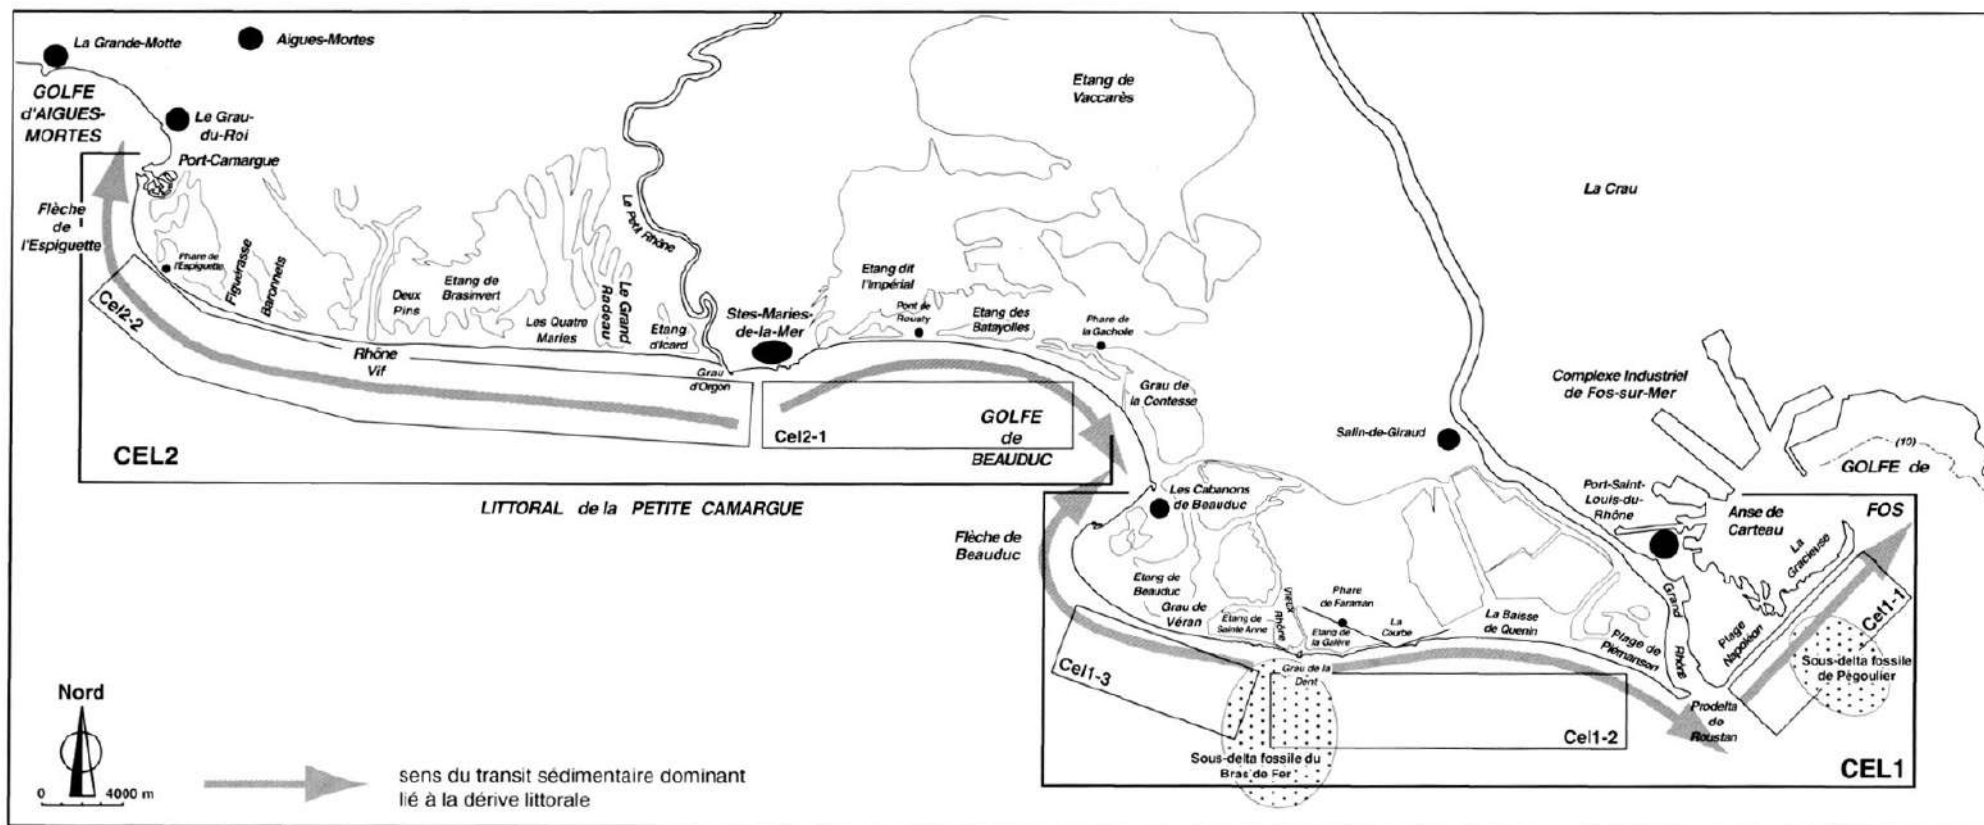 La Grande-Motte
Aigues-Mortes
GOLFE
d'AIGUES-
MORTES
Le Grau-
du-Roi
Port-Camargue
Flèche
de
l'Espiguette
Phare de
l'Espiguette
Figueirasse
Baronnets
Cel2-2
Deux
Pins
Etang de
Brasinvert
Les Quatre
Maries
Le Grand
Radeau
Etang
d'Icard
Le Petit Rhône
Rhône
Vif
Grau
d'Orgon
Stes-Maries-
de-la-Mer
Etang de
Vaccarès
Etang dit
l'Impérial
Pont de
Rousty
Etang des
Batayolles
Phare de
la Gachole
Grau de
la Contesse
Cel2-1
GOLFE
de
BEAUDUC
CEL2
LITTORAL de la PETITE CAMARGUE
La Crau
Complexe Industriel
de Fos-sur-Mer
Salin-de-Giraud
Port-Saint-
Louis-du-
Rhône
(10)
GOLFE de
FOS
Anse de
Carteau
La
Gracieuse
Les Cabanons
de Beauduc
Flèche de
Beauduc
Etang de
Beauduc
Grau de
Véran
Etang de
Sainte Anne
Vieux
Rhône
Phare
de Faraman
Etang de
la Galère
La
Courbe
La Baisse
de Quenin
Plage de
Piémanson
Grand
Rhône
Plage
Napoléon
Cel1-1
Sous-delta fossile
de Pégoulier
Cel1-3
Grau de la
Dent
Cel1-2
Prodelta
de
Roustan
Sous-delta fossile du
Bras de Fer
CEL1
Nord
0 4000 m
sens du transit sédimentaire dominant
lié à la dérive littorale